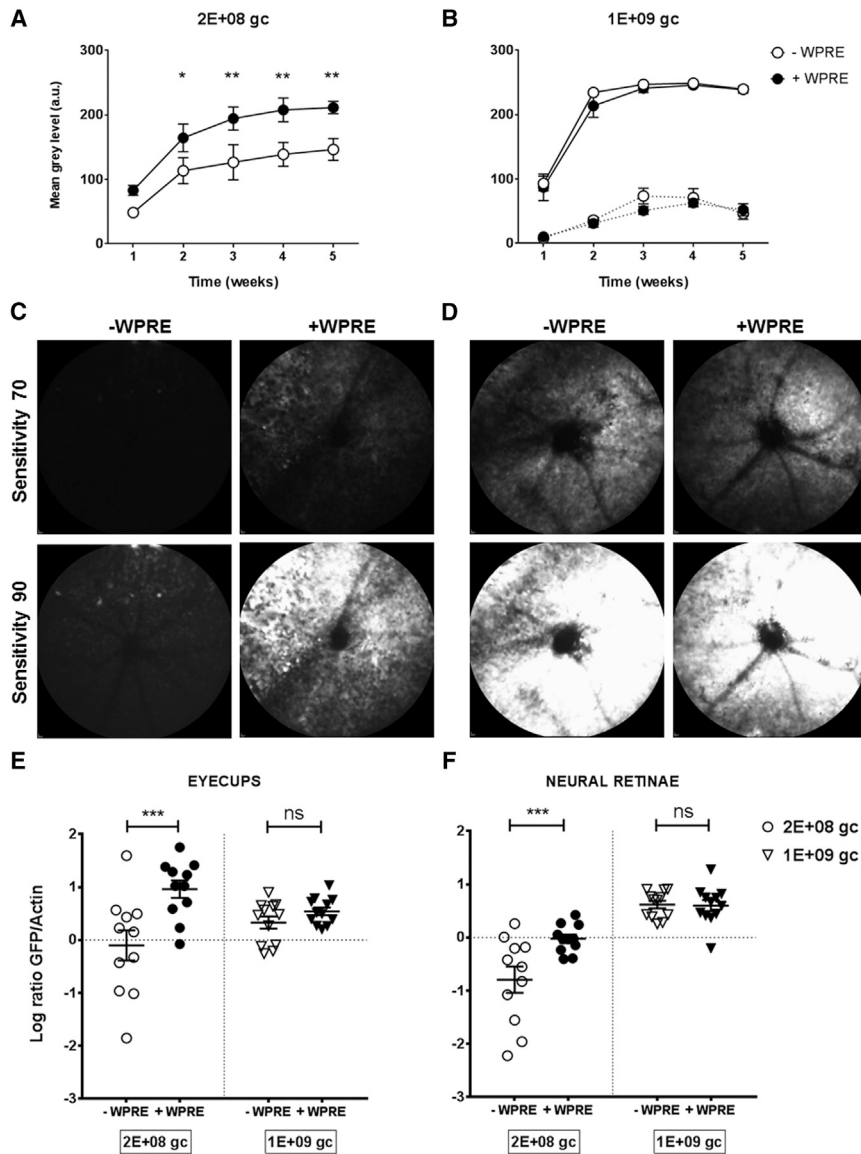 A
2E+08 gc
Mean grey level (a.u.)
300
200
100
0
*
**
**
**
1
2
3
4
5
Time (weeks)
B
1E+09 gc
300
200
100
0
1
2
3
4
5
Time (weeks)
- WPRE
+ WPRE
C
-WPRE
+WPRE
D
-WPRE
+WPRE
Sensitivity 70
Sensitivity 90
E
EYECUPS
Log ratio GFP/Actin
2
1
0
-1
-2
-3
***
ns
- WPRE
+ WPRE
- WPRE
+ WPRE
2E+08 gc
1E+09 gc
F
NEURAL RETINAE
2
1
0
-1
-2
-3
***
ns
2E+08 gc
1E+09 gc
- WPRE
+ WPRE
- WPRE
+ WPRE
2E+08 gc
1E+09 gc